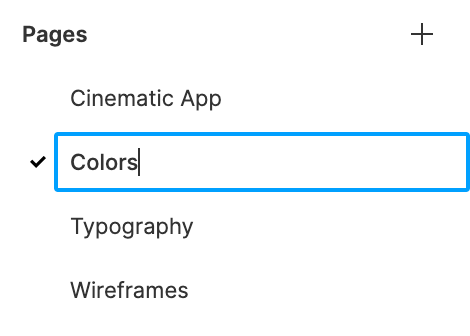 Pages
Cinematic App
Colors
Typography
Wireframes